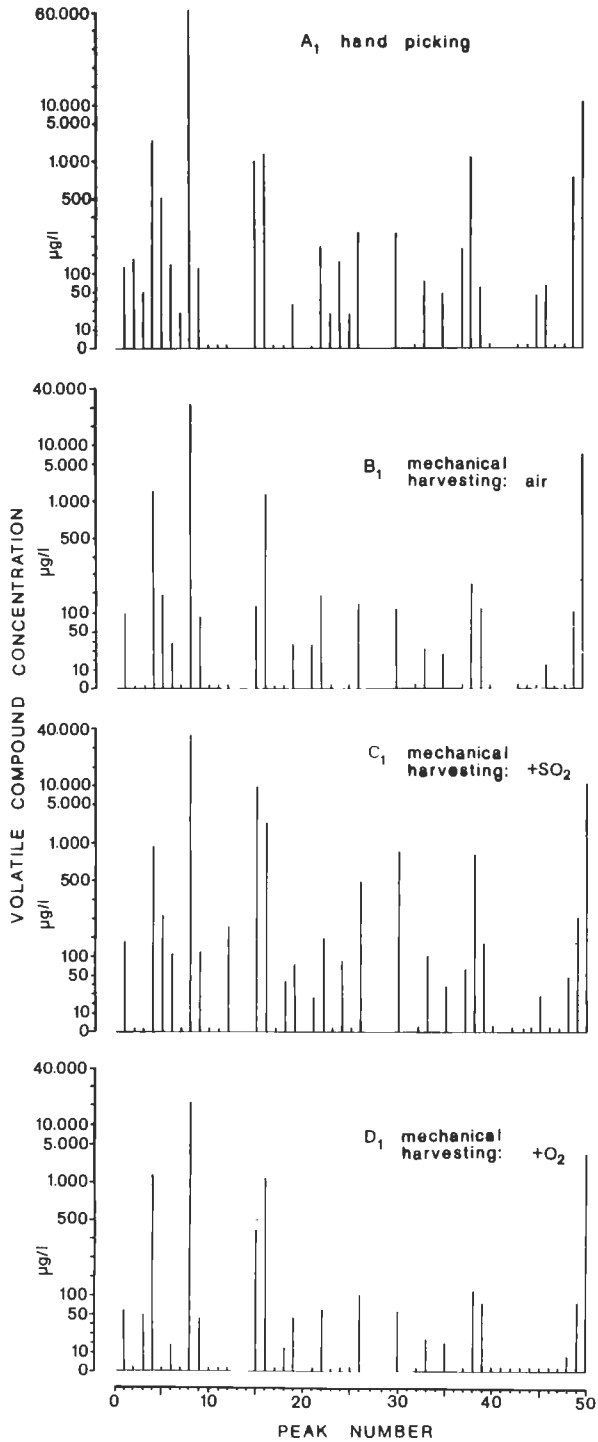 60.000
10.000
5.000
1.000
500
100
50
10
0
µg/l
A1 hand picking
40.000
10.000
5.000
1.000
500
100
50
10
0
µg/l
B1 mechanical
harvesting: air
VOLATILE COMPOUND CONCENTRATION
40.000
10.000
5.000
1.000
500
100
50
10
0
µg/l
C1 mechanical
harvesting: +SO2
40.000
10.000
5.000
1.000
500
100
50
10
0
µg/l
D1 mechanical
harvesting: +O2
0 10 20 30 40 50
PEAK NUMBER